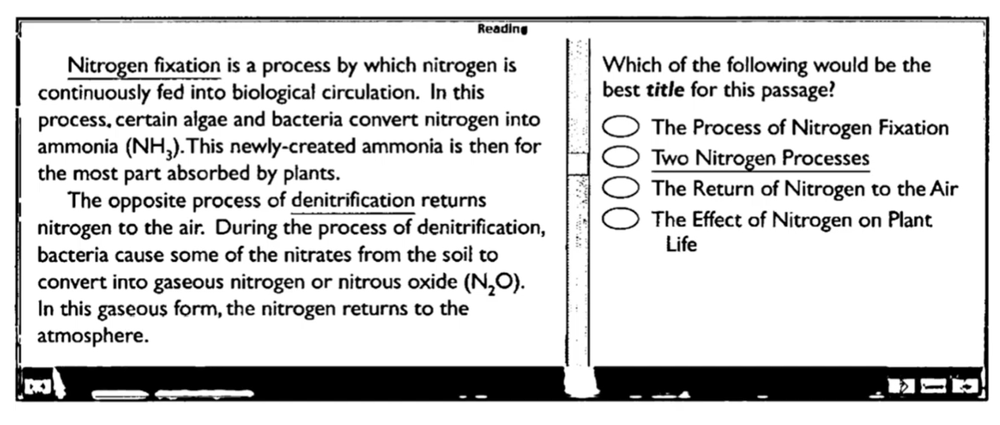 Reading
Nitrogen fixation is a process by which nitrogen is
continuously fed into biological circulation. In this
process, certain algae and bacteria convert nitrogen into
ammonia (NH₃). This newly-created ammonia is then for
the most part absorbed by plants.
The opposite process of denitrification returns
nitrogen to the air. During the process of denitrification,
bacteria cause some of the nitrates from the soil to
convert into gaseous nitrogen or nitrous oxide (N₂O).
In this gaseous form, the nitrogen returns to the
atmosphere.
Which of the following would be the
best title for this passage?
The Process of Nitrogen Fixation
Two Nitrogen Processes
The Return of Nitrogen to the Air
The Effect of Nitrogen on Plant
Life